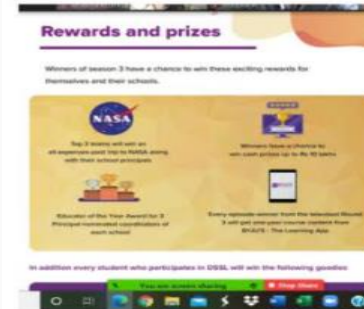 Rewards and prizes
Winners of season 3 have a chance to win these exciting rewards for
themselves and their schools.
NASA
Top 3 teams will win an
all-expenses-paid trip to NASA along
with their school principals
Winners have a chance to
win cash prizes up to Rs 10 lakhs
Educator of the Year Award for 3
Principal-nominated coordinators of
each school
Every episode winner from the televised Round
3 will get one-year course content from
BYJU'S - The Learning App
In addition every student who participates in DSSL will win the following goodies
You are screen sharing
Stop Share